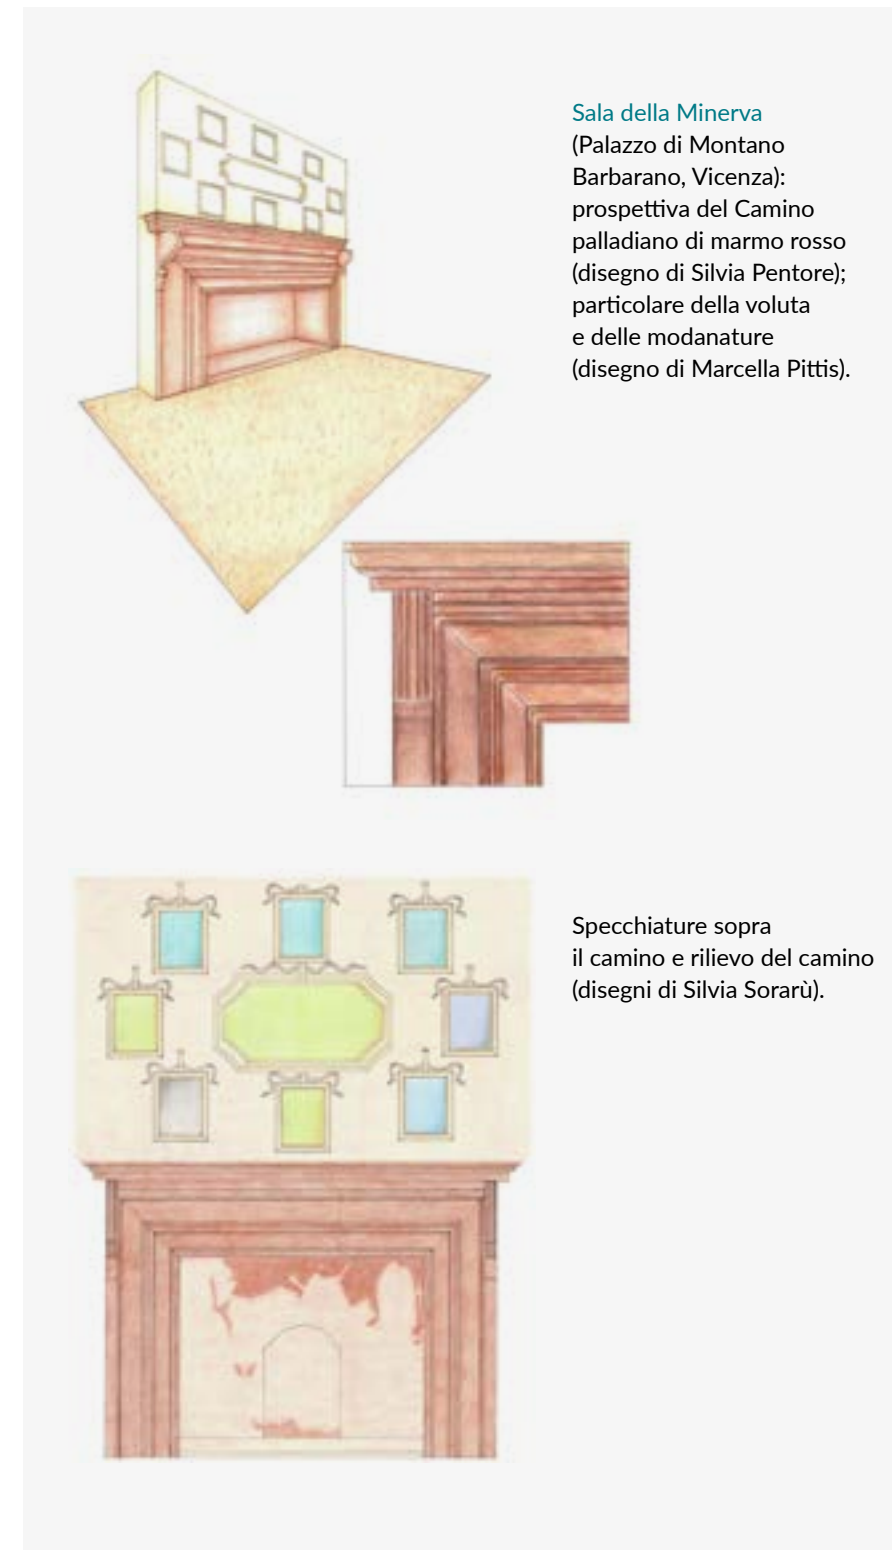 Sala della Minerva
(Palazzo di Montano
Barbarano, Vicenza):
prospettiva del Camino
palladiano di marmo rosso
(disegno di Silvia Pentore);
particolare della voluta
e delle modanature
(disegno di Marcella Pittis).
Specchiature sopra
il camino e rilievo del camino
(disegni di Silvia Sorarù).